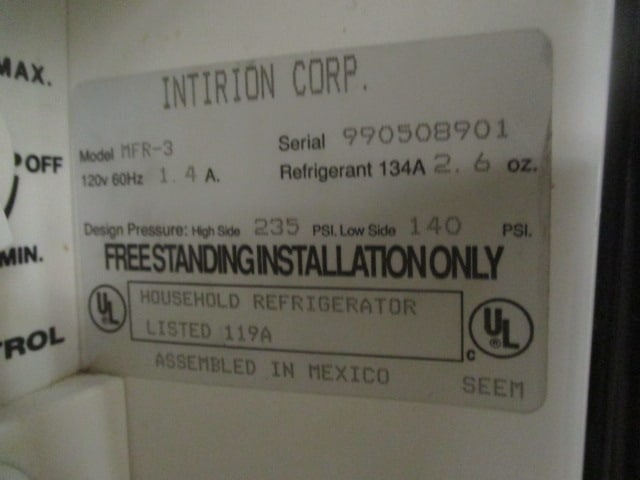 MAX.
OFF
MIN.
TROL
INTIRION CORP.
Model MFR-3 Serial 990508901
120v 60Hz 1.4 A. Refrigerant 134A 2.6 oz.
Design Pressure: High Side 235 PSI, Low Side 140 PSI.
FREE STANDING INSTALLATION ONLY
UL ®
HOUSEHOLD REFRIGERATOR
LISTED 119A
c UL ®
ASSEMBLED IN MEXICO SEEM